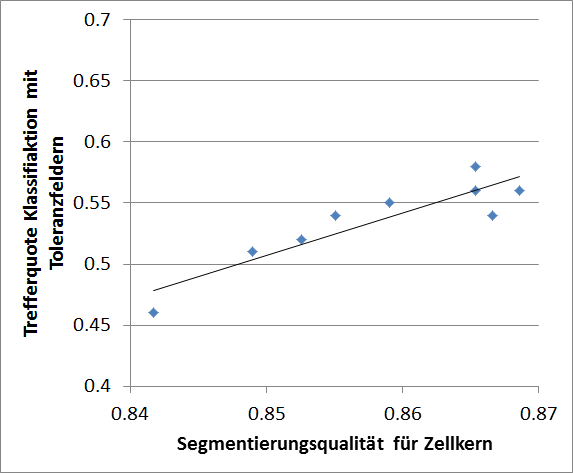 0.7
0.65
0.6
0.55
0.5
0.45
0.4
Trefferquote Klassifiaktion mit
Toleranzfeldern
0.84 0.85 0.86 0.87
Segmentierungsqualität für Zellkern